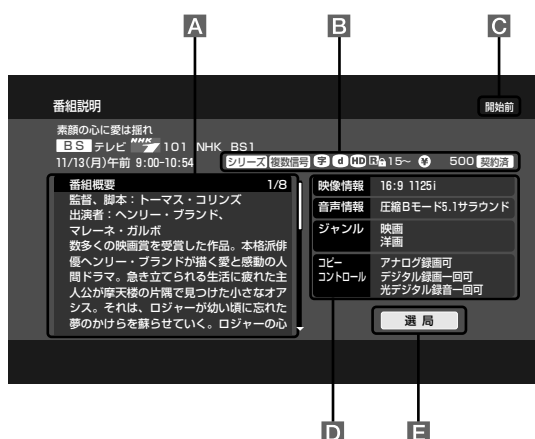 A
B
C
番組説明
開始前
素顔の心に愛は揺れ
BS テレビ NHK 101 NHK BS1
11/13(月)午前 9:00-10:54
シリーズ 複数信号 字 d HD R 15～ ¥ 500 契約済
番組概要 1/8
監督、脚本：トーマス・コリンズ
出演者：ヘンリー・ブランド、
マレーネ・ガルボ
数多くの映画賞を受賞した作品。本格派俳
優ヘンリー・ブランドが描く愛と感動の人
間ドラマ。急き立てられる生活に疲れた主
人公が摩天楼の片隅で見つけた小さなオア
シス。それは、ロジャーが幼い頃に忘れた
夢のかけらを蘇らせていく。ロジャーの心
映像情報 16:9 1125i
音声情報 圧縮Bモード5.1サラウンド
ジャンル 映画
洋画
コピー
コントロール
アナログ録画可
デジタル録画一回可
光デジタル録音一回可
選局
D
E